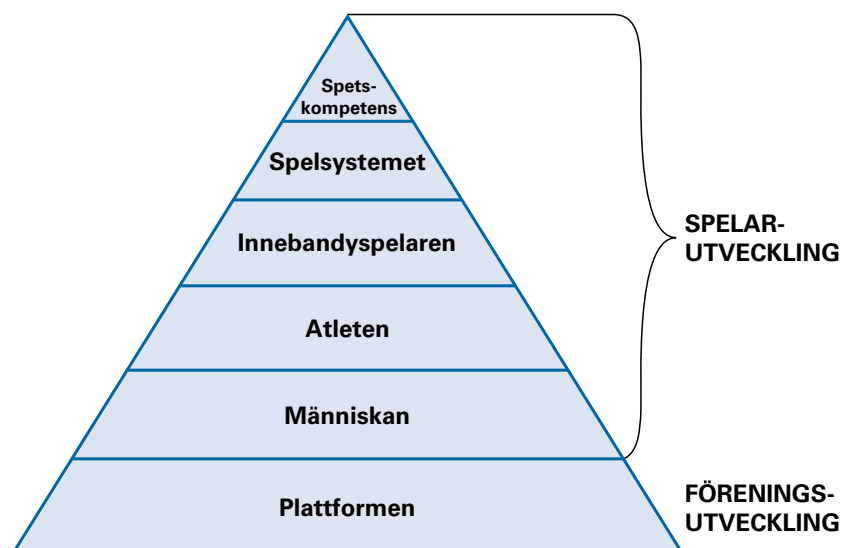 Spets-
kompetens
Spelsystemet
Innebandyspelaren
SPELAR-
UTVECKLING
Atleten
Människan
Plattformen
FÖRENINGS-
UTVECKLING